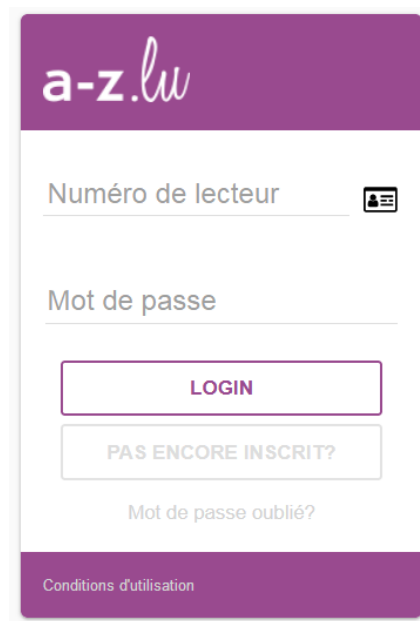 a-z.lu
Numéro de lecteur
Mot de passe
LOGIN
PAS ENCORE INSCRIT?
Mot de passe oublié?
Conditions d'utilisation